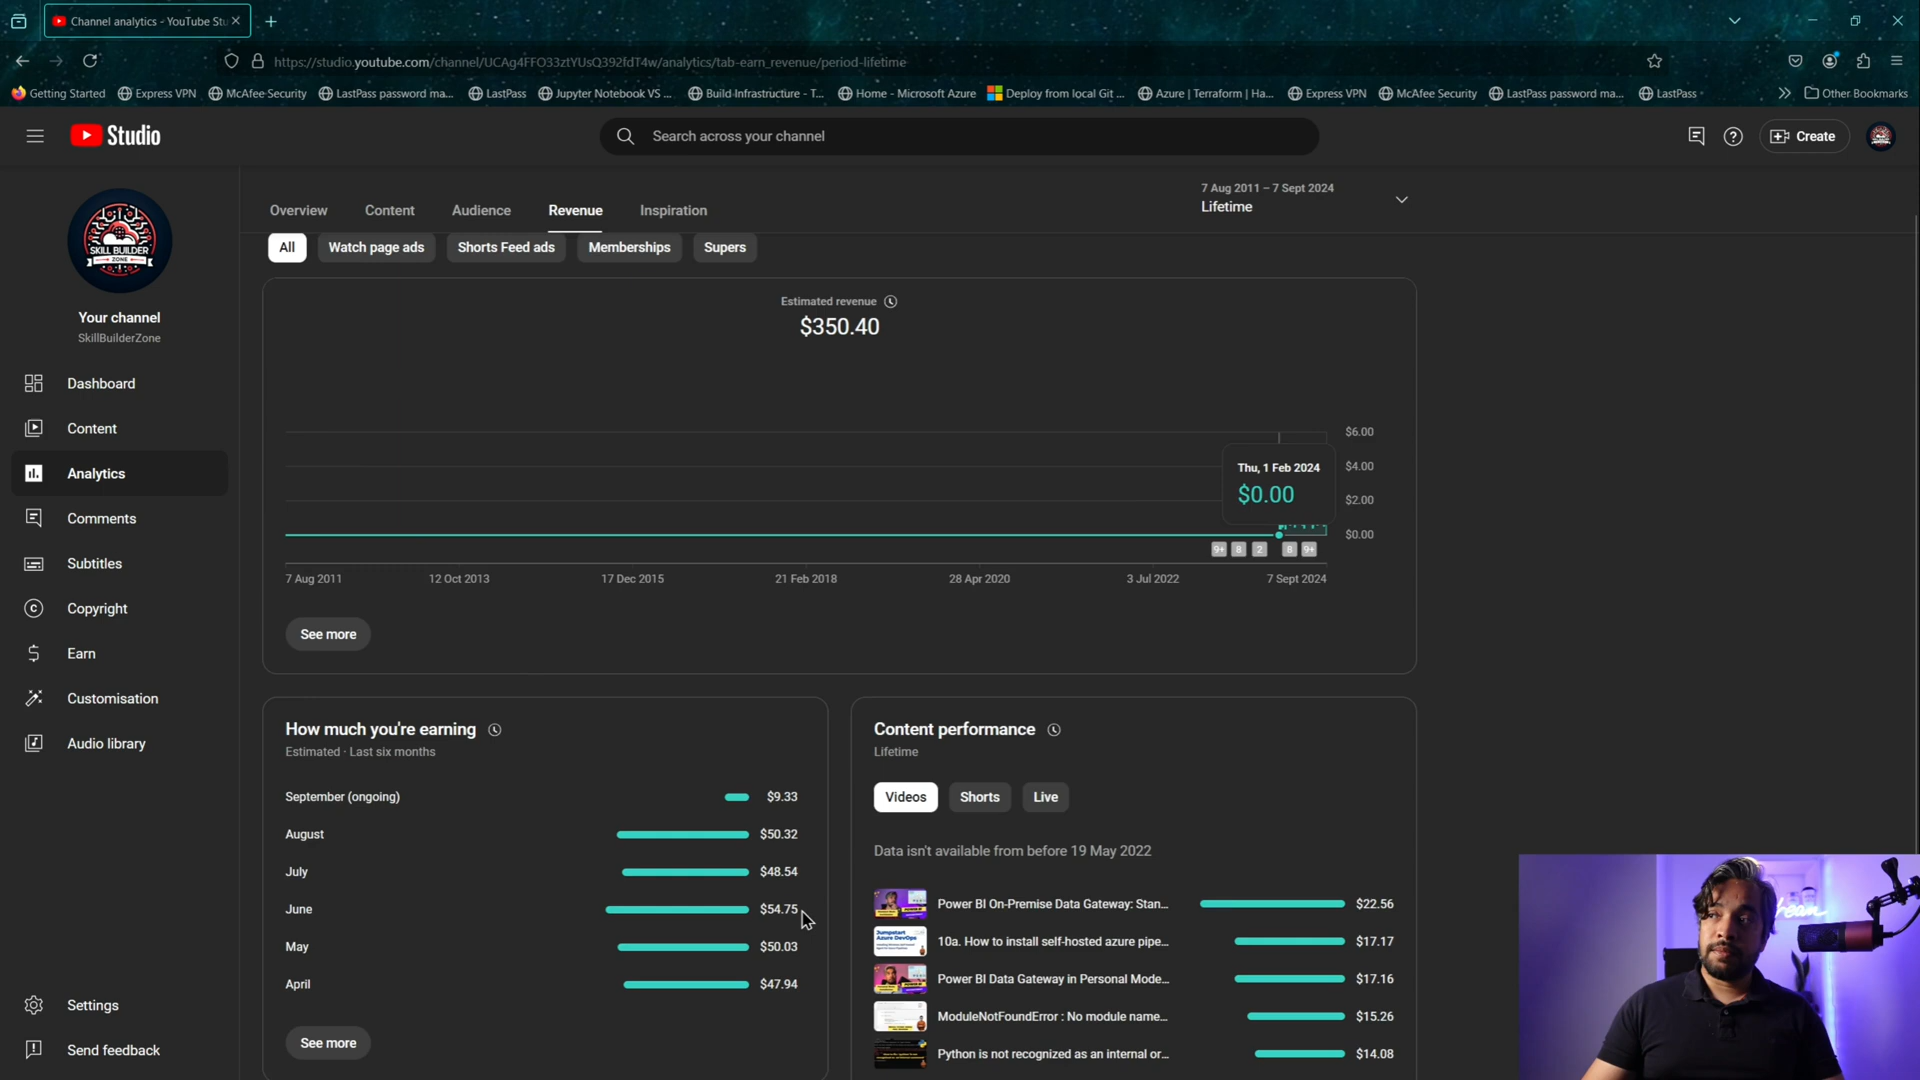 Channel analytics - YouTube Stu
https://studio.youtube.com/channel/UCAg4FFO33ztYUsQ392fdT4w/analytics/tab-earn_revenue/period-lifetime
Getting Started
Express VPN
McAfee Security
LastPass password ma...
LastPass
Jupyter Notebook VS ...
Build-Infrastructure - T...
Home - Microsoft Azure
Deploy from local Git ...
Azure | Terraform | Ha...
Express VPN
McAfee Security
LastPass password ma...
LastPass
Other Bookmarks
Studio
Search across your channel
Create
SKILL BUILDER
ZONE
Your channel
SkillBuilderZone
Dashboard
Content
Analytics
Comments
Subtitles
Copyright
Earn
Customisation
Audio library
Settings
Send feedback
Overview
Content
Audience
Revenue
Inspiration
7 Aug 2011 – 7 Sept 2024
Lifetime
All
Watch page ads
Shorts Feed ads
Memberships
Supers
Estimated revenue
$350.40
$6.00
$4.00
$2.00
$0.00
Thu, 1 Feb 2024
$0.00
9+ 8 2 8 9+
7 Aug 2011
12 Oct 2013
17 Dec 2015
21 Feb 2018
28 Apr 2020
3 Jul 2022
7 Sept 2024
See more
How much you're earning
Estimated · Last six months
September (ongoing) $9.33
August $50.32
July $48.54
June $54.75
May $50.03
April $47.94
See more
Content performance
Lifetime
Videos
Shorts
Live
Data isn't available from before 19 May 2022
Power BI On-Premise Data Gateway: Stan... $22.56
10a. How to install self-hosted azure pipe... $17.17
Power BI Data Gateway in Personal Mode... $17.16
ModuleNotFoundError : No module name... $15.26
Python is not recognized as an internal or... $14.08